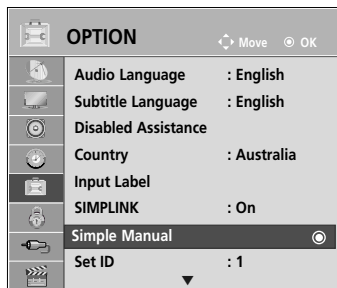 OPTION
Move OK
Audio Language : English
Subtitle Language : English
Disabled Assistance
Country : Australia
Input Label
SIMPLINK : On
Simple Manual
Set ID : 1